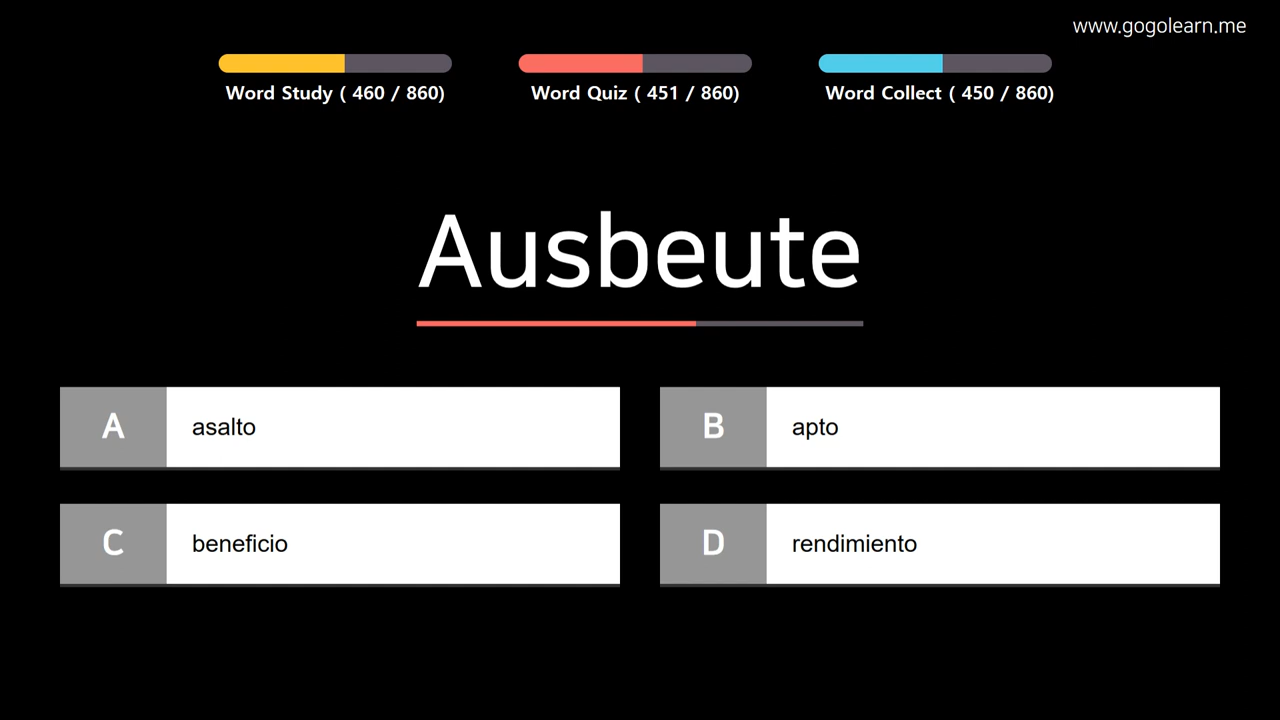 www.gogolearn.me
Word Study ( 460 / 860)
Word Quiz ( 451 / 860)
Word Collect ( 450 / 860)
Ausbeute
A asalto
B apto
C beneficio
D rendimiento